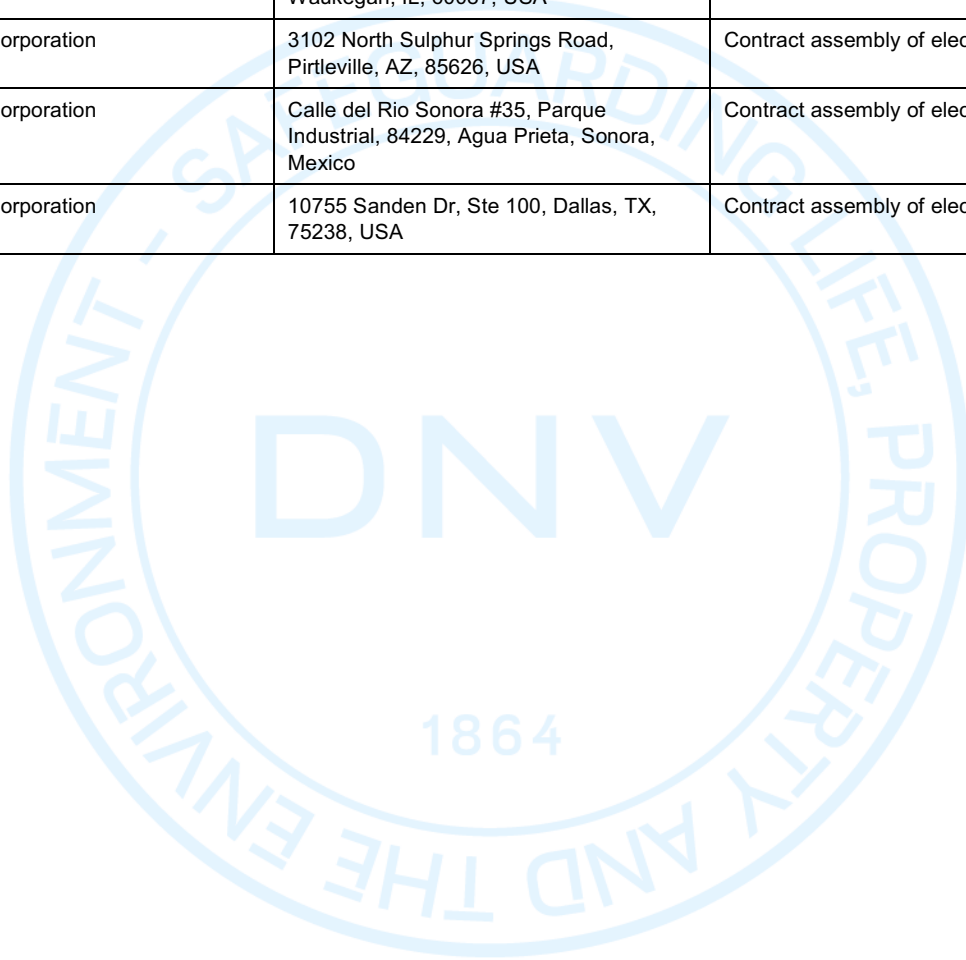 Waukegan, IL, 60087, USA
orporation
3102 North Sulphur Springs Road,
Pirtleville, AZ, 85626, USA
Contract assembly of elec
orporation
Calle del Rio Sonora #35, Parque
Industrial, 84229, Agua Prieta, Sonora,
Mexico
Contract assembly of elec
orporation
10755 Sanden Dr, Ste 100, Dallas, TX,
75238, USA
Contract assembly of elec
SAFEGUARDING LIFE, PROPERTY AND THE ENVIRONMENT –
DNV
1864